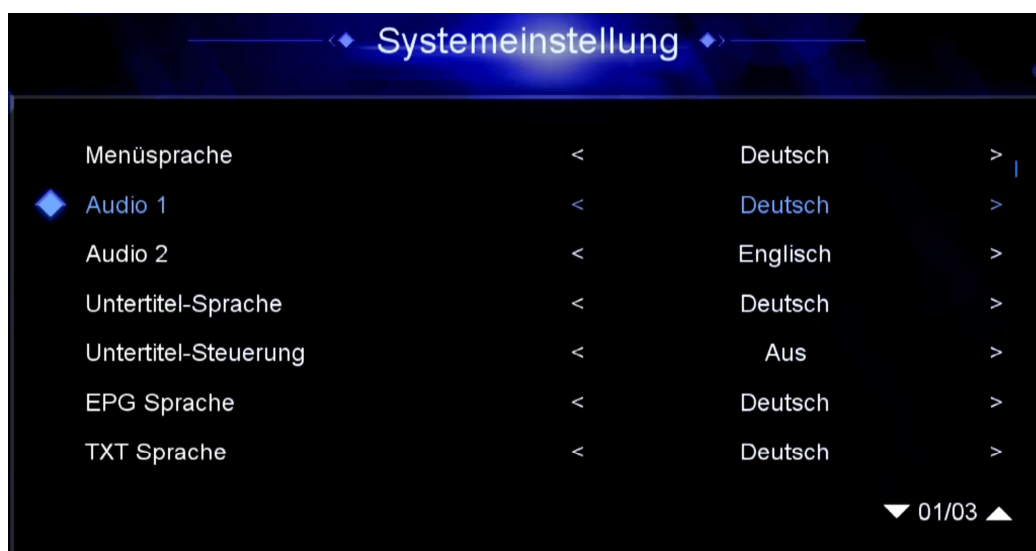 Systemeinstellung
Menüsprache < Deutsch >
Audio 1 < Deutsch >
Audio 2 < Englisch >
Untertitel-Sprache < Deutsch >
Untertitel-Steuerung < Aus >
EPG Sprache < Deutsch >
TXT Sprache < Deutsch >
01/03